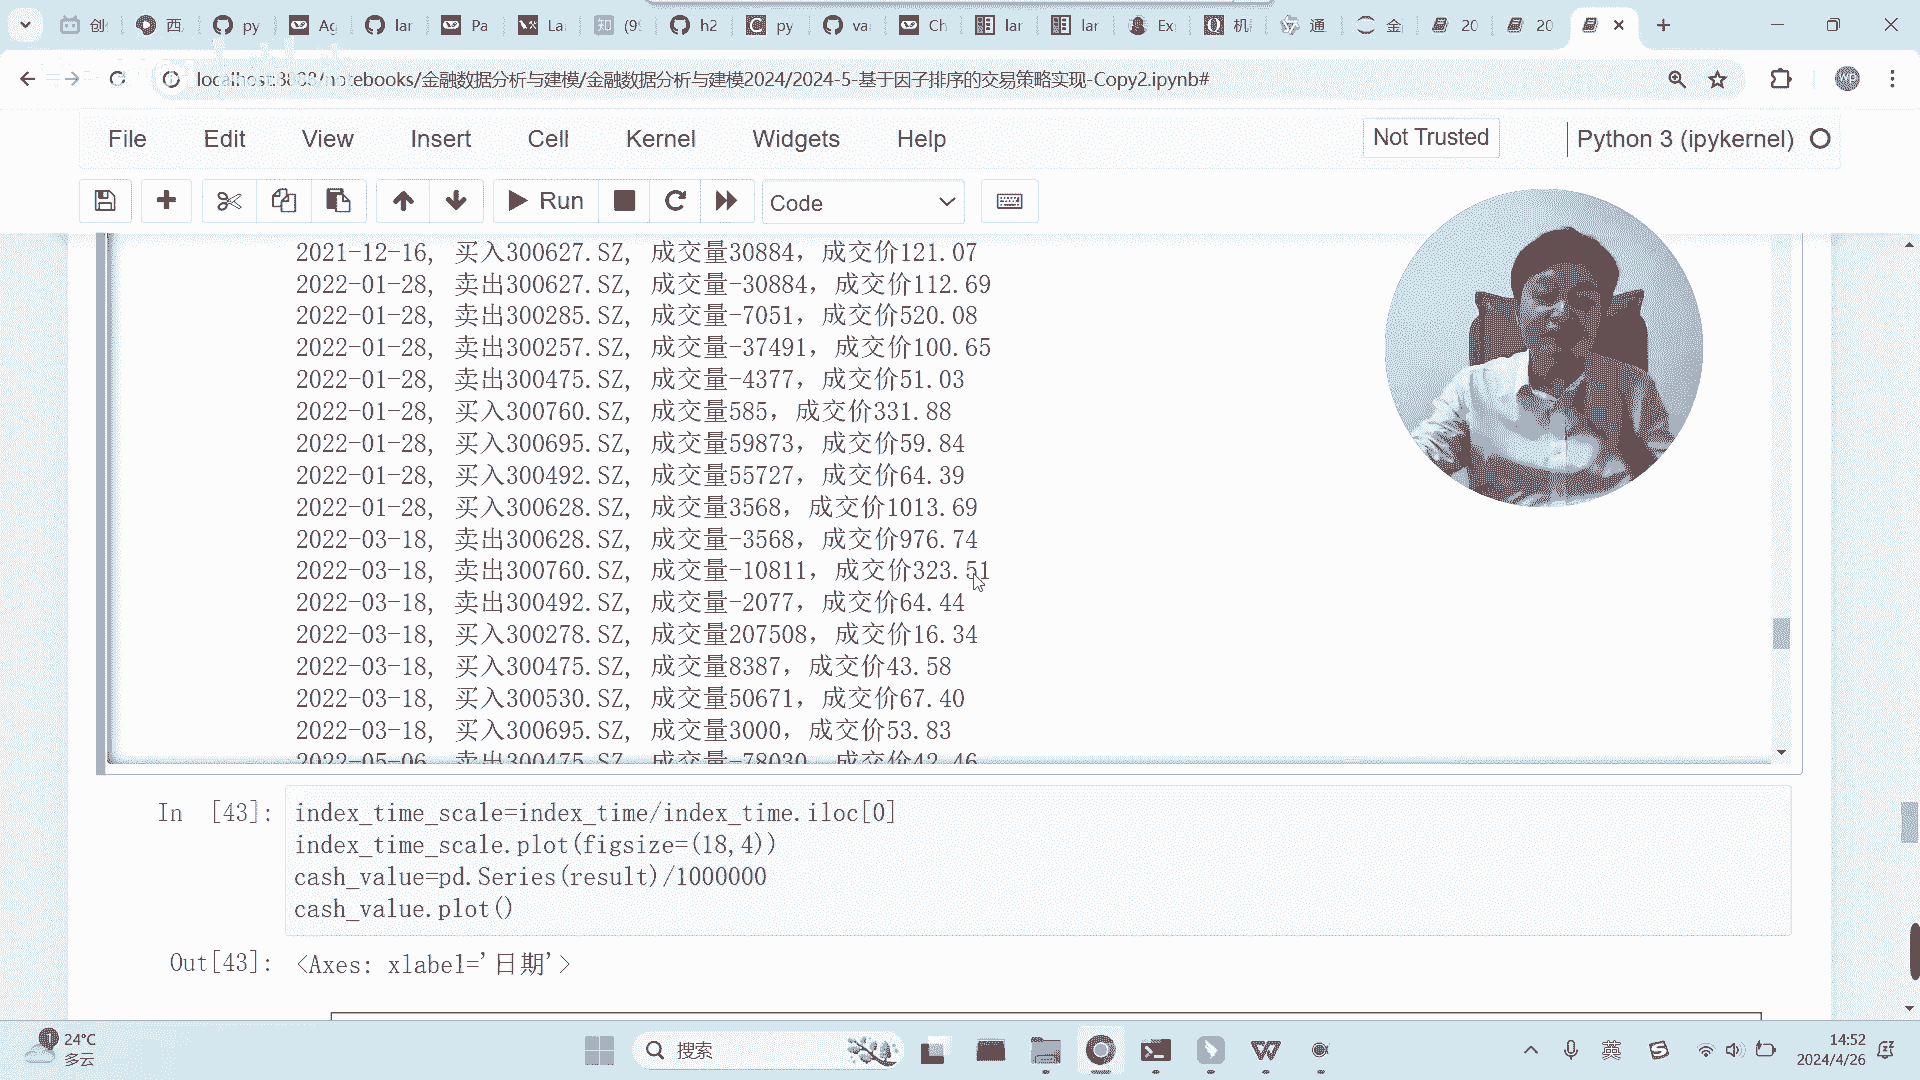 创
西
py
Ag
lar
Pa
La
知 (9
h2
py
va
Ch
lar
lar
Ex
Q 机
通
金
20
20
localhost:3888/notebooks/金融数据分析与建模/金融数据分析与建模2024/2024-5-基于因子排序的交易策略实现-Copy2.ipynb#
wp
File Edit View Insert Cell Kernel Widgets Help
Not Trusted
Python 3 (ipykernel)
Run
Code
2021-12-16, 买入300627.SZ, 成交量30884，成交价121.07
2022-01-28, 卖出300627.SZ, 成交量-30884，成交价112.69
2022-01-28, 卖出300285.SZ, 成交量-7051，成交价520.08
2022-01-28, 卖出300257.SZ, 成交量-37491，成交价100.65
2022-01-28, 卖出300475.SZ, 成交量-4377，成交价51.03
2022-01-28, 买入300760.SZ, 成交量585，成交价331.88
2022-01-28, 买入300695.SZ, 成交量59873，成交价59.84
2022-01-28, 买入300492.SZ, 成交量55727，成交价64.39
2022-01-28, 买入300628.SZ, 成交量3568，成交价1013.69
2022-03-18, 卖出300628.SZ, 成交量-3568，成交价976.74
2022-03-18, 卖出300760.SZ, 成交量-10811，成交价323.51
2022-03-18, 卖出300492.SZ, 成交量-2077，成交价64.44
2022-03-18, 买入300278.SZ, 成交量207508，成交价16.34
2022-03-18, 买入300475.SZ, 成交量8387，成交价43.58
2022-03-18, 买入300530.SZ, 成交量50671，成交价67.40
2022-03-18, 买入300695.SZ, 成交量3000，成交价53.83
2022-05-06, 卖出300475.SZ, 成交量-78030，成交价42.46
In [43]:
index_time_scale=index_time/index_time.iloc[0]
index_time_scale.plot(figsize=(18,4))
cash_value=pd.Series(result)/1000000
cash_value.plot()
Out[43]: <Axes: xlabel='日期'>
1
24°C
多云
搜索
英
14:52
2024/4/26